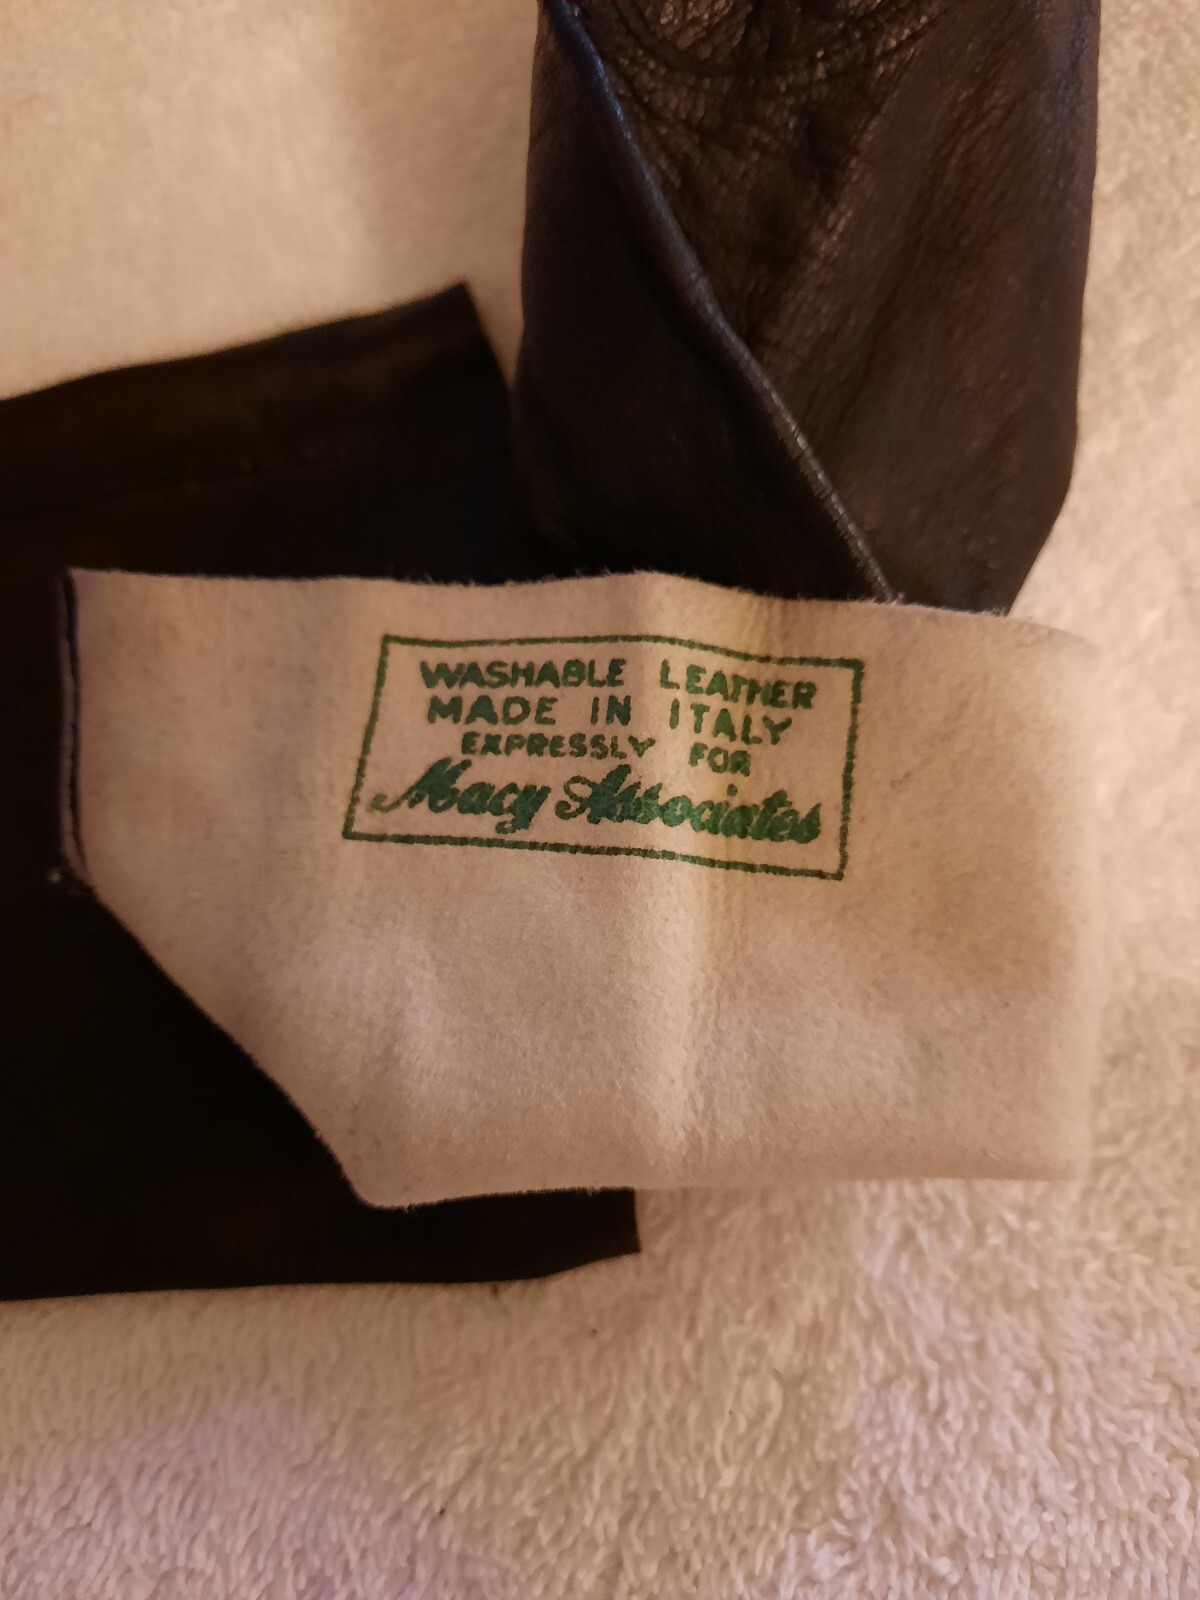 WASHABLE LEATHER
MADE IN ITALY
EXPRESSLY FOR
Macy Associates